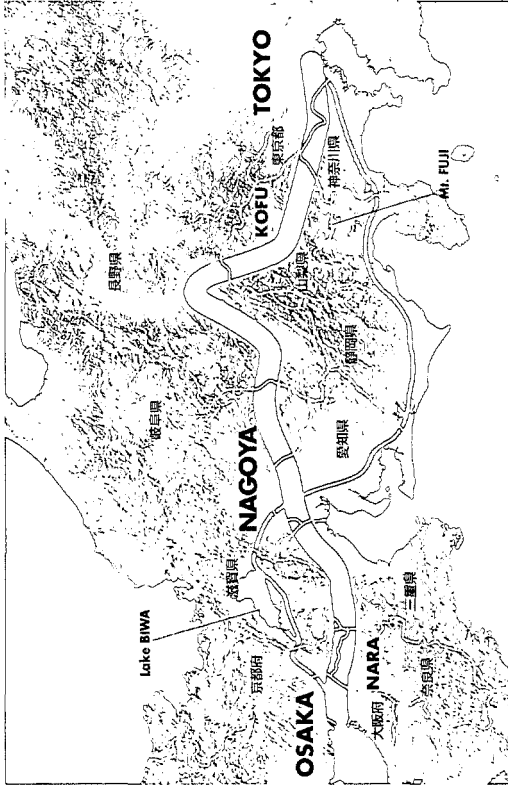 TOKYO
東京都
KOFU
神奈川県
Mt. FUJI
長野県
山梨県
静岡県
岐阜県
NAGOYA
愛知県
滋賀県
Lake BIWA
三重県
京都府
NARA
奈良県
OSAKA
大阪府